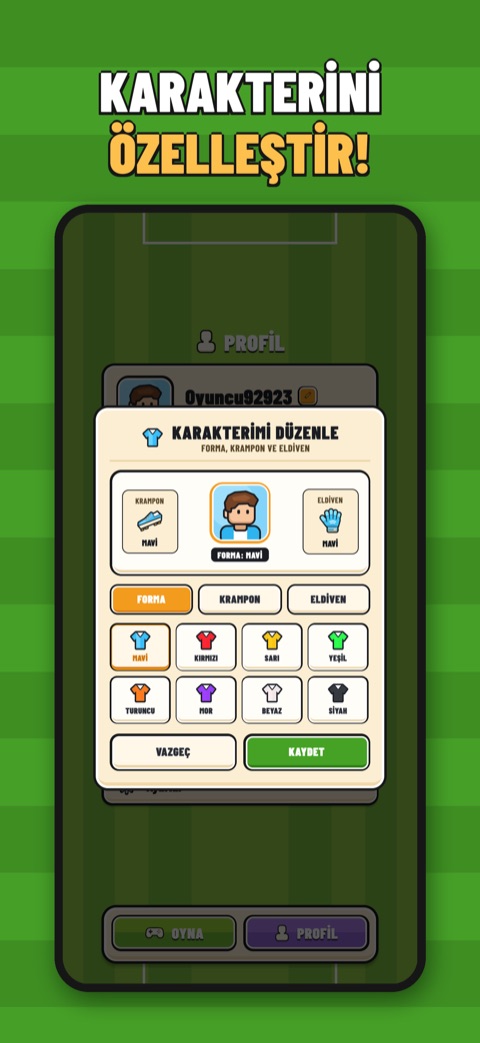 KARAKTERİNİ
ÖZELLEŞTİR!
PROFİL
Oyuncu92923
KARAKTERİMİ DÜZENLE
FORMA, KRAMPON VE ELDİVEN
KRAMPON
MAVİ
FORMA: MAVİ
ELDİVEN
MAVİ
FORMA
KRAMPON
ELDİVEN
MAVİ
KIRMIZI
SARI
YEŞİL
TURUNCU
MOR
BEYAZ
SİYAH
VAZGEÇ
KAYDET
OYNA
PROFİL